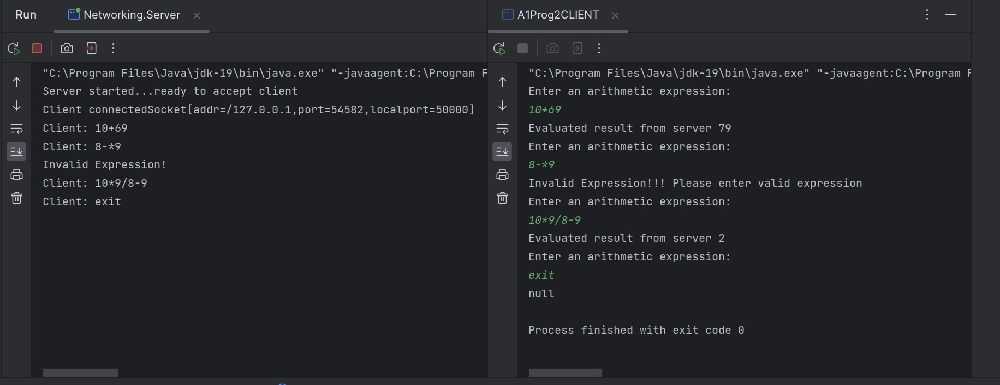 Run
Networking.Server
"C:\Program Files\Java\jdk-19\bin\java.exe" "-javaagent:C:\Program F
Server started...ready to accept client
Client connectedSocket[addr=/127.0.0.1,port=54582,localport=50000]
Client: 10+69
Client: 8-*9
Invalid Expression!
Client: 10*9/8-9
Client: exit
A1Prog2CLIENT
"C:\Program Files\Java\jdk-19\bin\java.exe" "-javaagent:C:\Program F
Enter an arithmetic expression:
10+69
Evaluated result from server 79
Enter an arithmetic expression:
8-*9
Invalid Expression!!! Please enter valid expression
Enter an arithmetic expression:
10*9/8-9
Evaluated result from server 2
Enter an arithmetic expression:
exit
null
Process finished with exit code 0